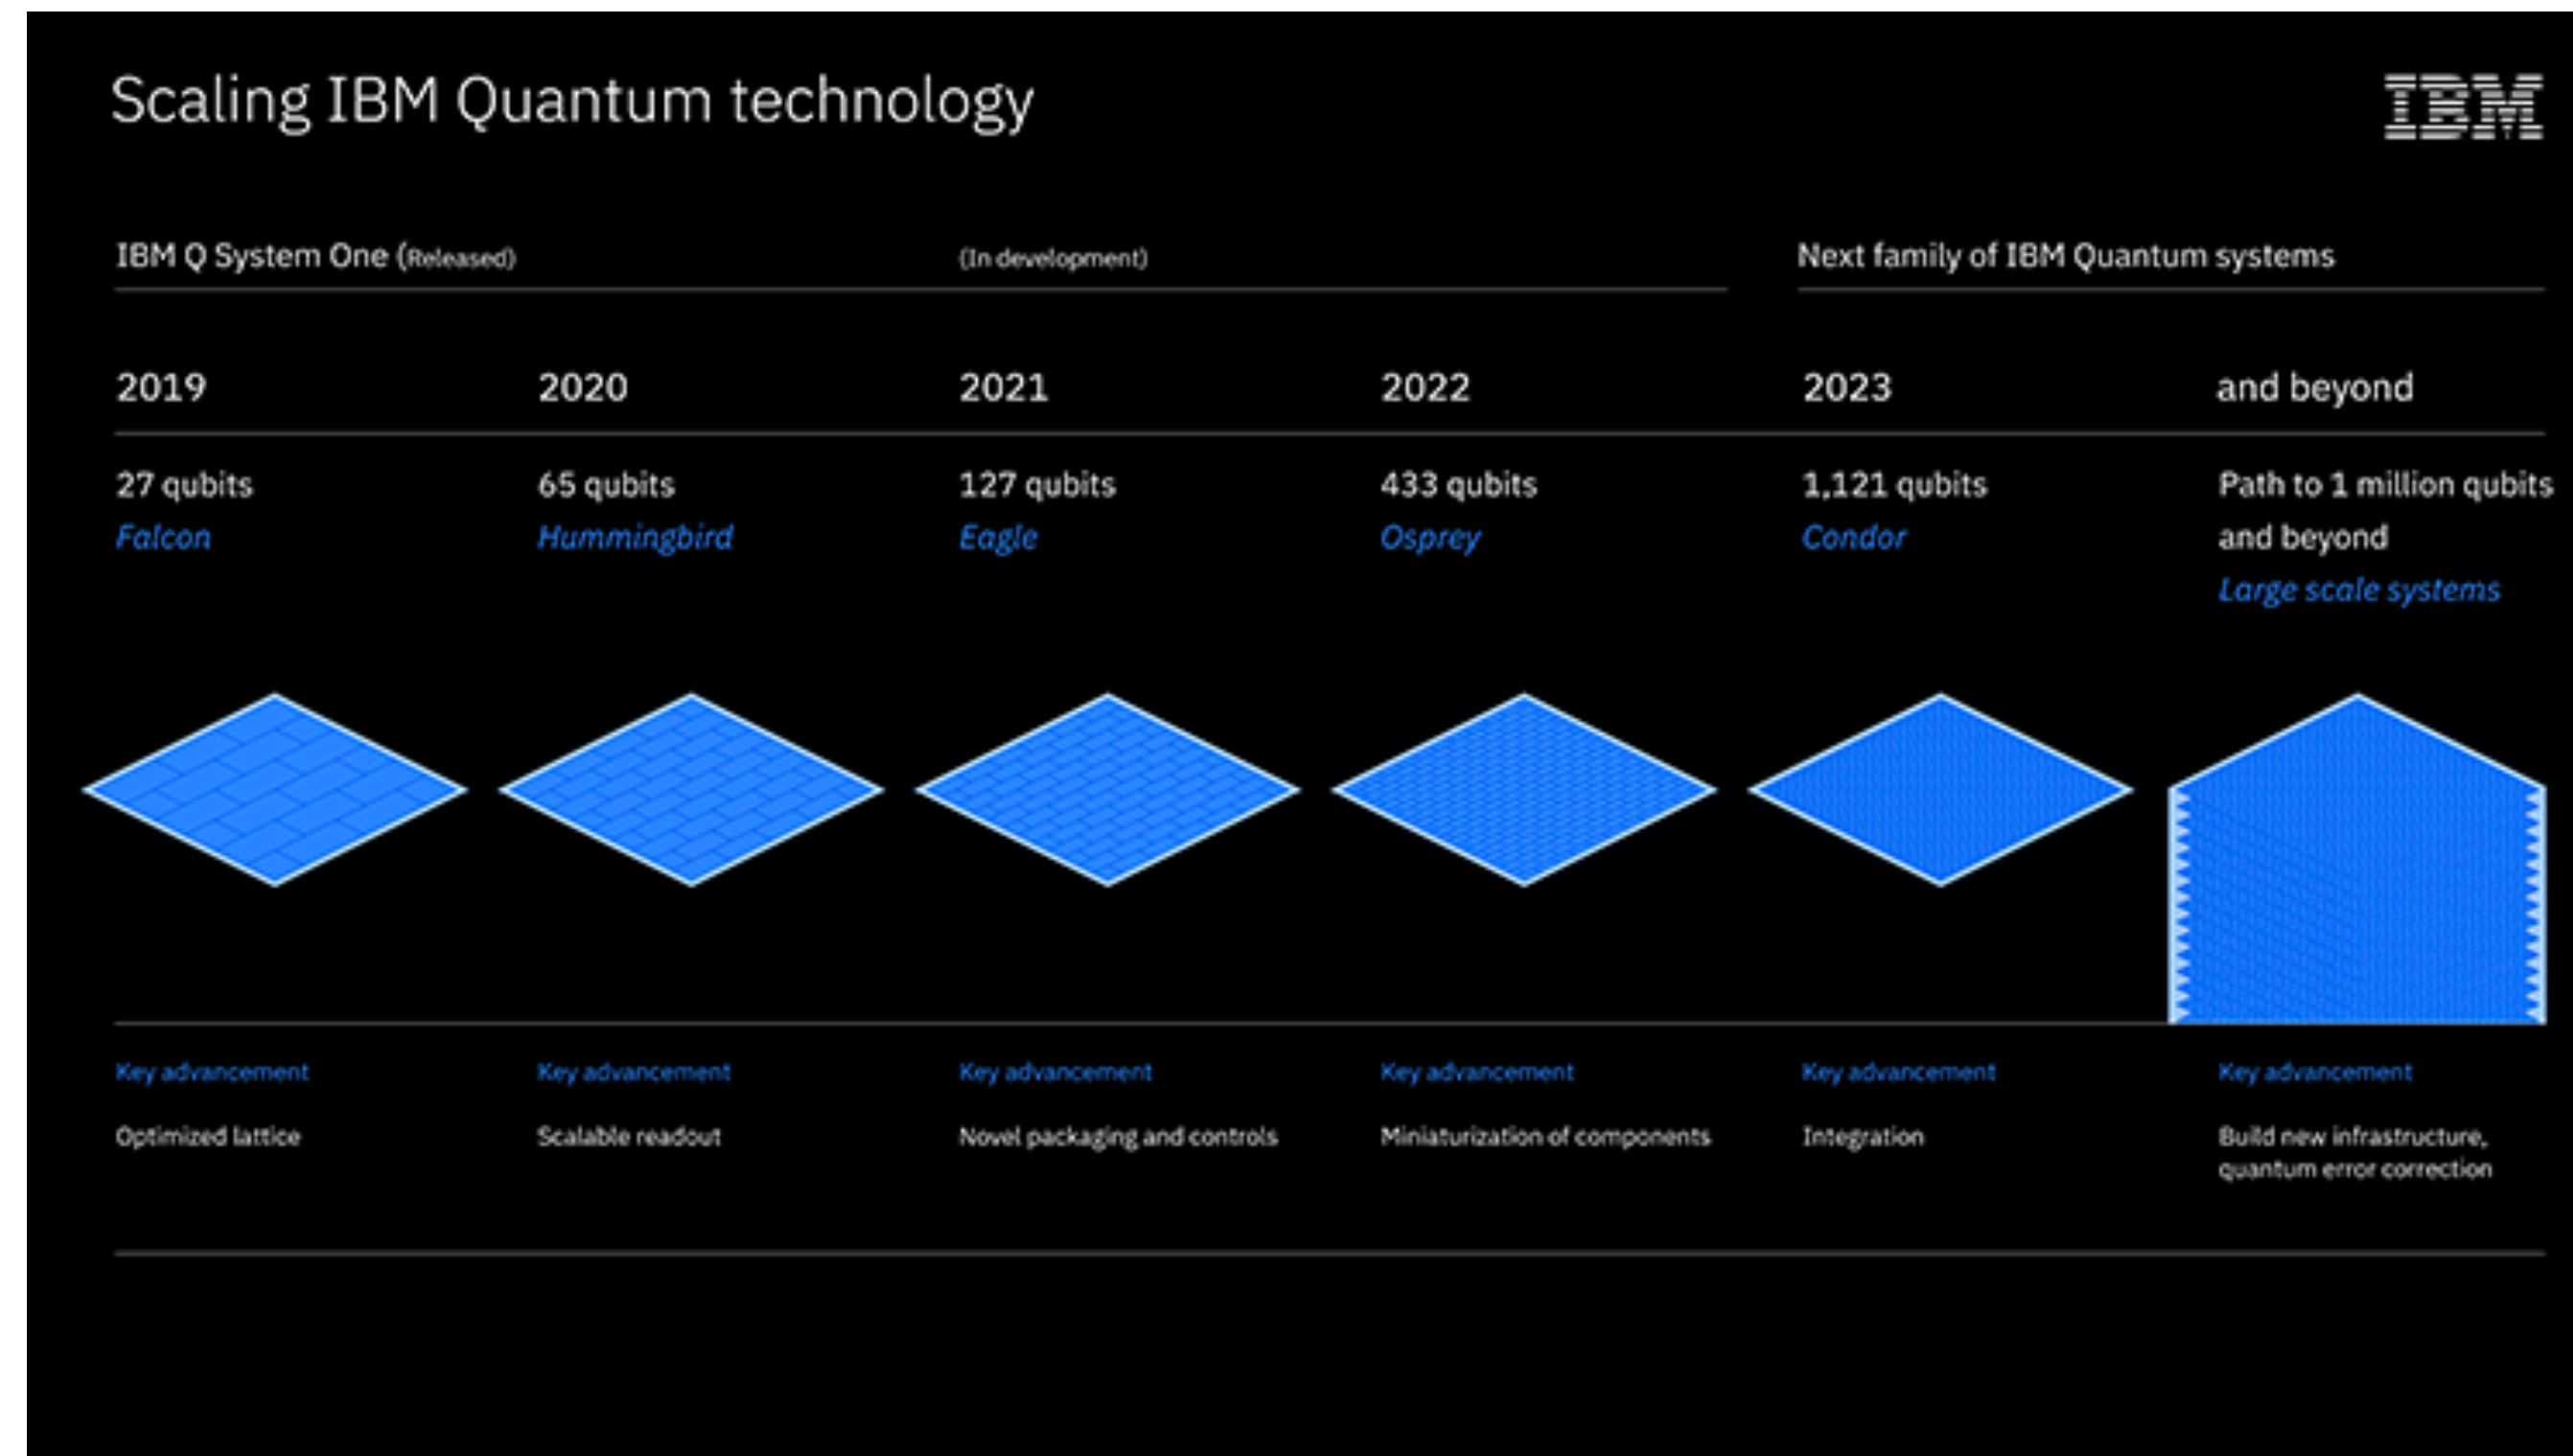 Scaling IBM Quantum technology
IBM
IBM Q System One (Released)
(In development)
Next family of IBM Quantum systems
2019
2020
2021
2022
2023
and beyond
27 qubits
Falcon
65 qubits
Hummingbird
127 qubits
Eagle
433 qubits
Osprey
1,121 qubits
Condor
Path to 1 million qubits
and beyond
Large scale systems
Key advancement
Optimized lattice
Key advancement
Scalable readout
Key advancement
Novel packaging and controls
Key advancement
Miniaturization of components
Key advancement
Integration
Key advancement
Build new infrastructure,
quantum error correction